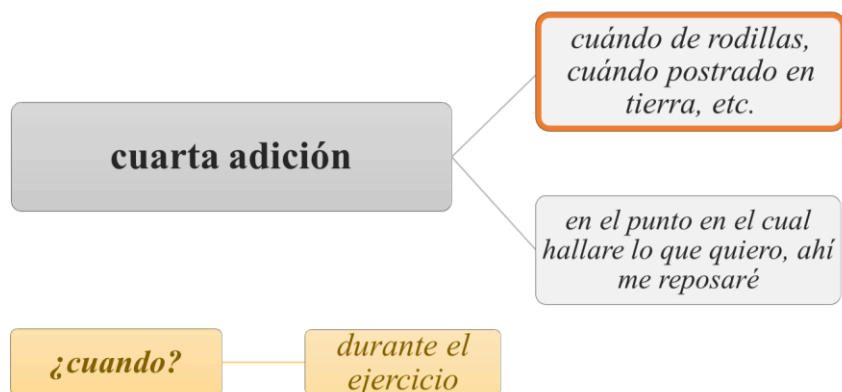 cuarta adición
cuándo de rodillas,
cuándo postrado en
tierra, etc.
en el punto en el cual
hallare lo que quiero, ahí
me reposaré
¿cuando?
durante el
ejercicio